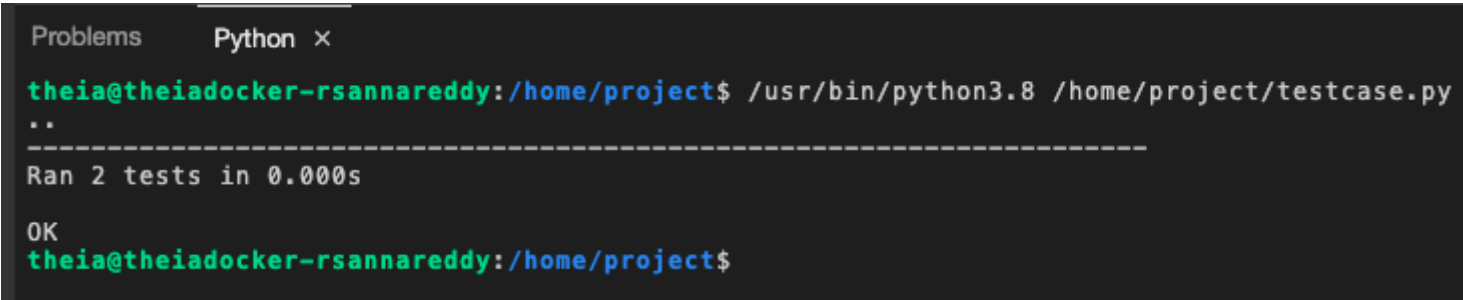 Problems Python ×
theia@theiadocker-rsannareddy:/home/project$ /usr/bin/python3.8 /home/project/testcase.py
..
----------------------------------------------------------------------
Ran 2 tests in 0.000s
OK
theia@theiadocker-rsannareddy:/home/project$